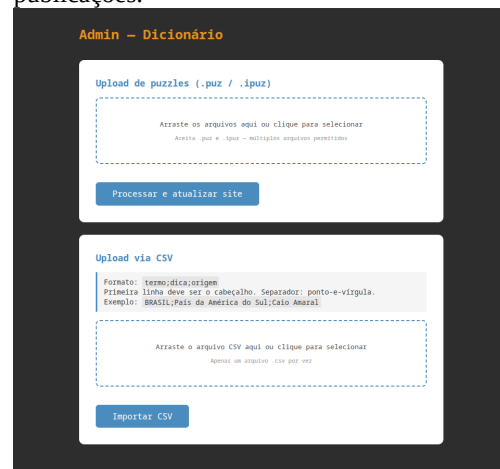 publicações.
Admin – Dicionário
Upload de puzzles (.puz / .ipuz)
Arraste os arquivos aqui ou clique para selecionar
Aceita .puz e .ipuz — múltiplos arquivos permitidos
Processar e atualizar site
Upload via CSV
Formato: termo;dica;origem
Primeira linha deve ser o cabeçalho. Separador: ponto-e-vírgula.
Exemplo: BRASIL;País da América do Sul;Caio Amaral
Arraste o arquivo CSV aqui ou clique para selecionar
Apenas um arquivo .csv por vez
Importar CSV